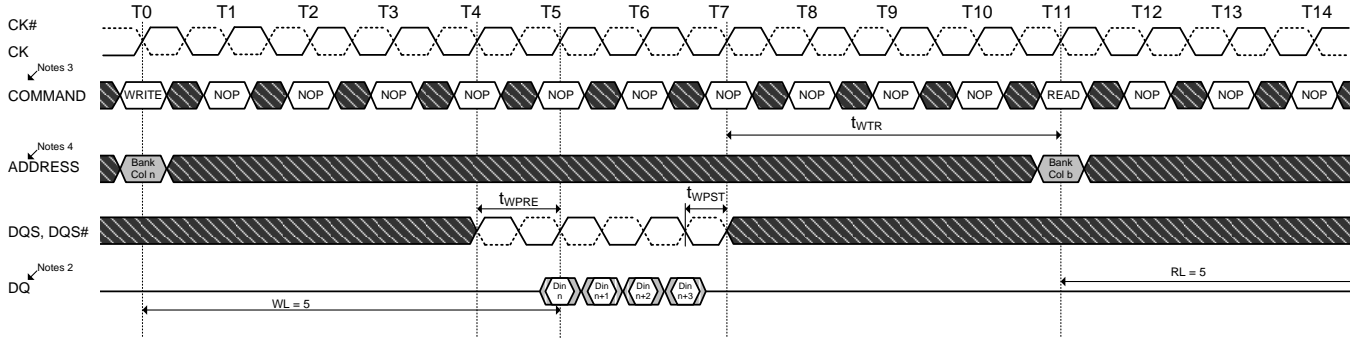 T0 T1 T2 T3 T4 T5 T6 T7 T8 T9 T10 T11 T12 T13 T14
CK#
CK
Notes 3
COMMAND WRITE NOP NOP NOP NOP NOP NOP NOP NOP NOP NOP READ NOP NOP NOP
tWTR
Notes 4
ADDRESS Bank Col n Bank Col b
tWPRE tWPST
DQS, DQS#
Notes 2
DQ Din n Din n+1 Din n+2 Din n+3
RL = 5
WL = 5